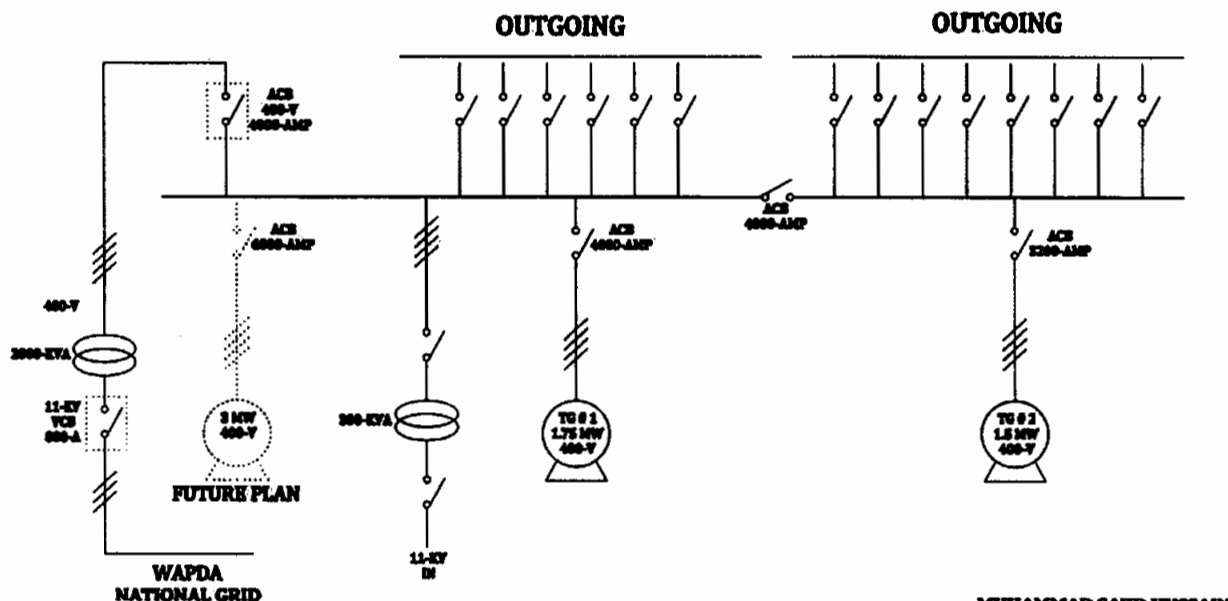 OUTGOING
OUTGOING
ACB
400-V
4000-AMP
ACB
4000-AMP
ACB
6000-AMP
ACB
4000-AMP
ACB
3200-AMP
400-V
2000-KVA
11-KV
VCB
800-A
3 MW
400-V
FUTURE PLAN
300-KVA
TG # 1
1.75 MW
400-V
TG # 2
1.5 MW
400-V
11-KV
IN
WAPDA
NATIONAL GRID